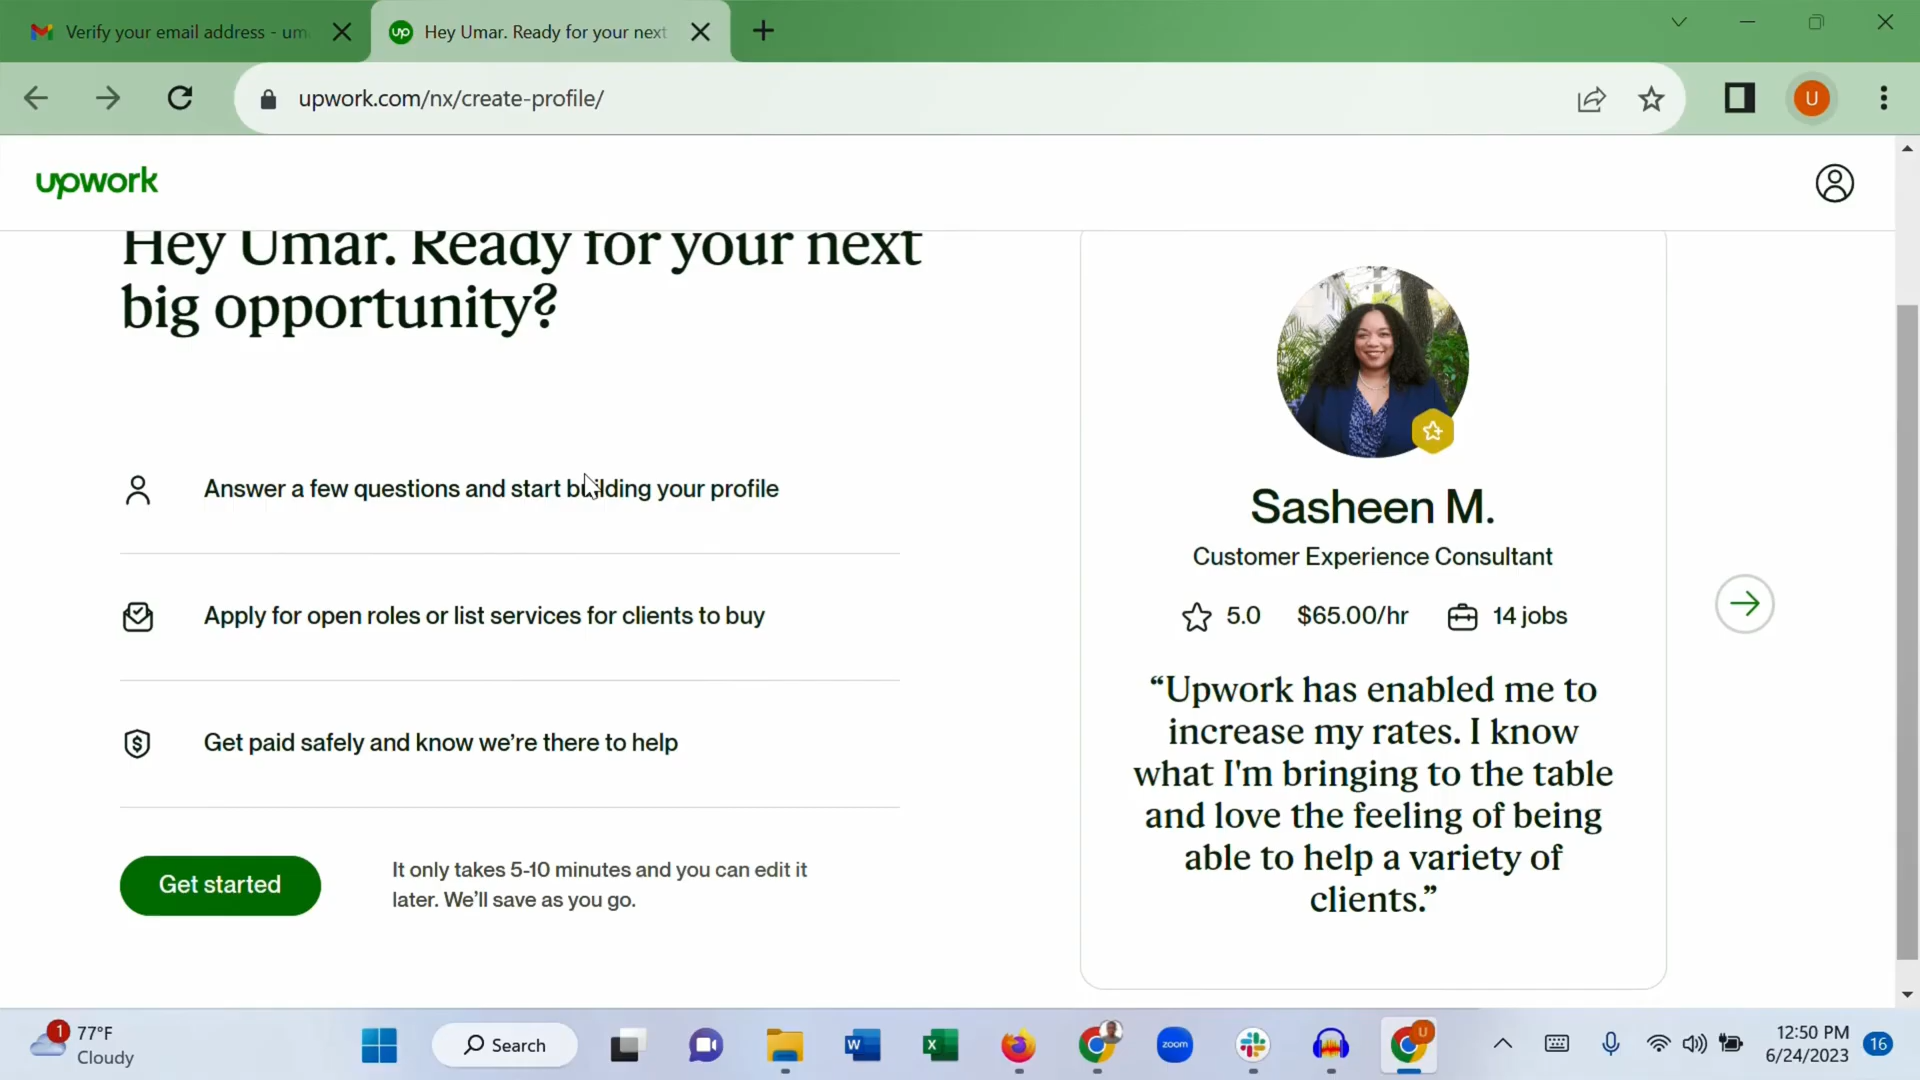 Verify your email address - um
Hey Umar. Ready for your next
upwork.com/nx/create-profile/
U
upwork
Hey Umar. Ready for your next
big opportunity?
Answer a few questions and start building your profile
Apply for open roles or list services for clients to buy
Get paid safely and know we're there to help
Get started
It only takes 5-10 minutes and you can edit it
later. We'll save as you go.
Sasheen M.
Customer Experience Consultant
5.0 $65.00/hr 14 jobs
“Upwork has enabled me to
increase my rates. I know
what I'm bringing to the table
and love the feeling of being
able to help a variety of
clients.”
1
77°F
Cloudy
Search
W
X
zoom
U
12:50 PM
6/24/2023
16